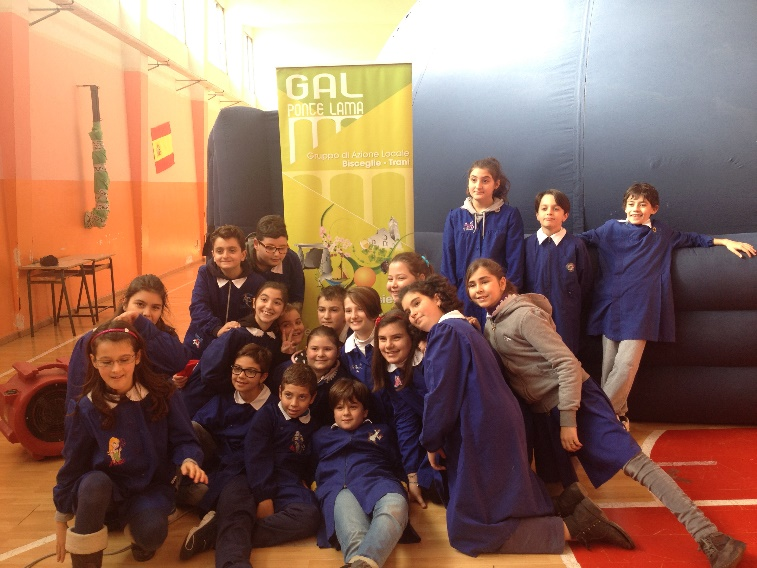 GAL
PONTE LAMA
Gruppo di Azione Locale
Bisceglie - Trani